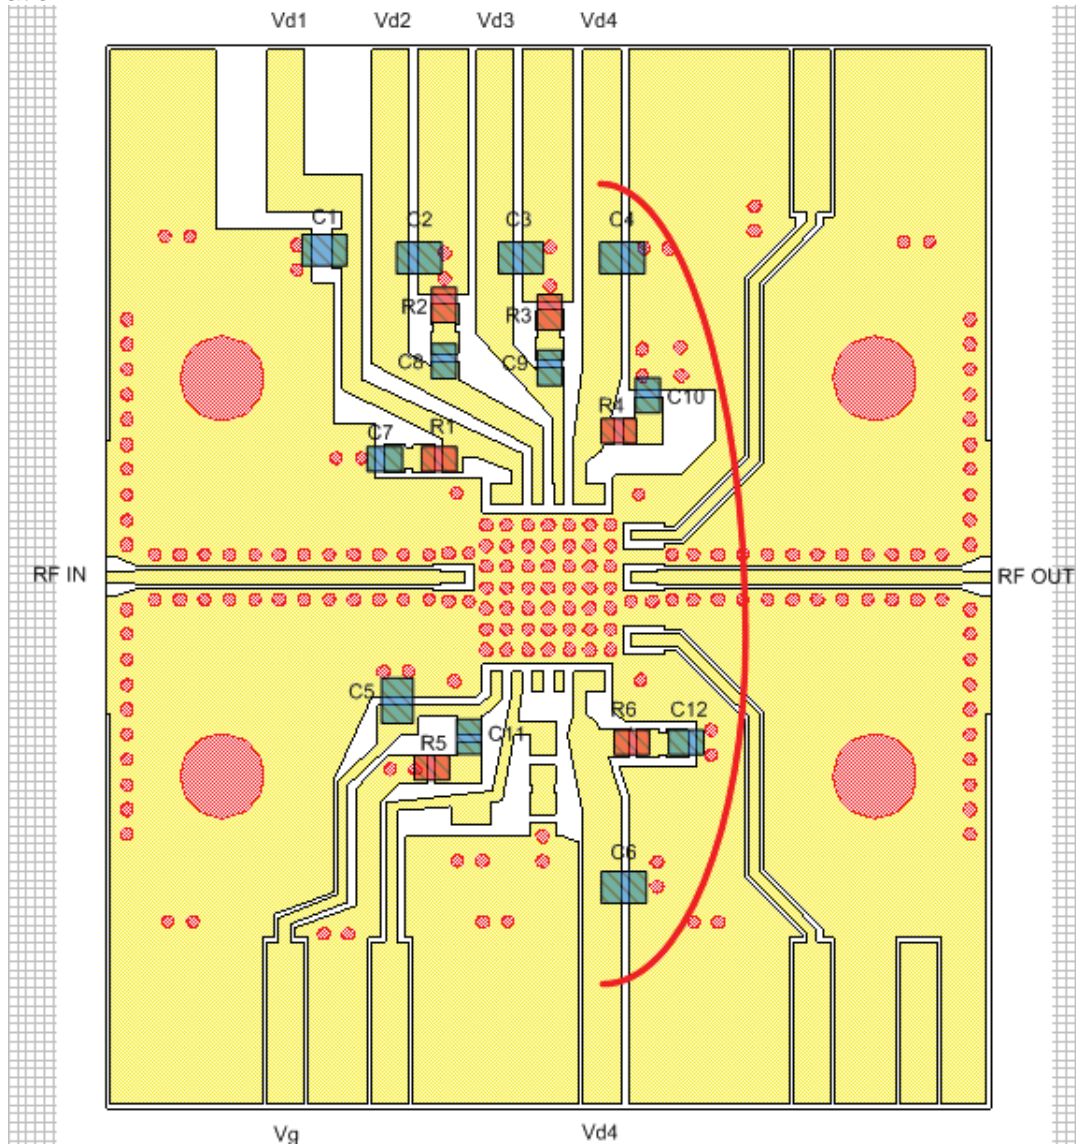 Vd1 Vd2 Vd3 Vd4
C1 C2 C3 C4
R2 R3
C8 C9
R4 C10
C7 R1
RF IN RF OUT
C5
R6 C12
R5 C11
C6
Vg Vd4